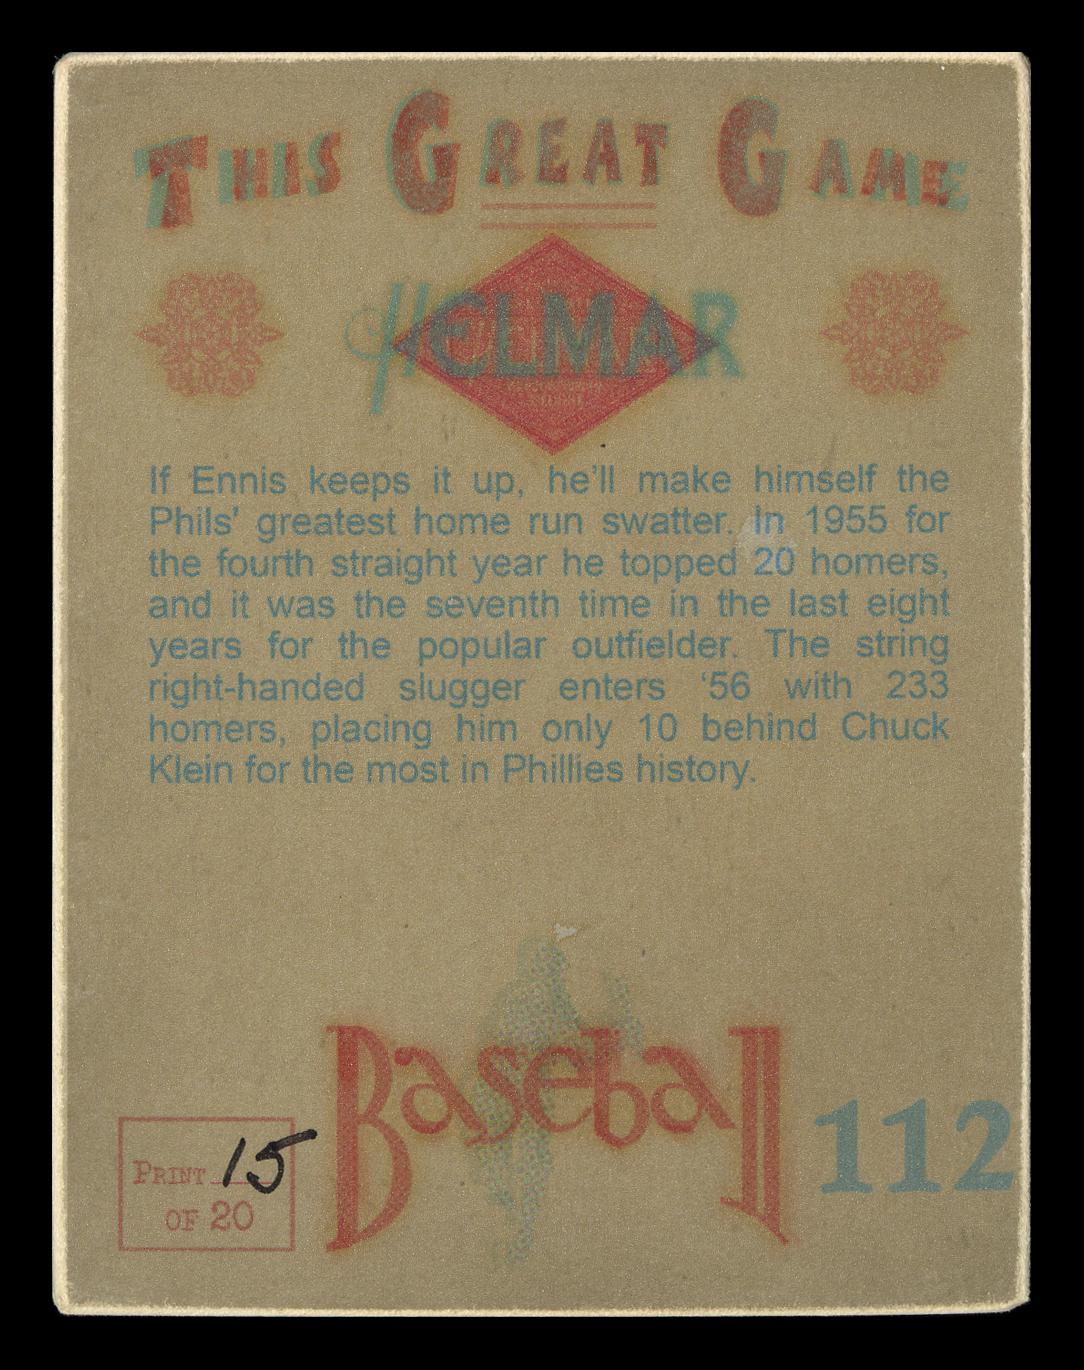 THIS GREAT GAME
HELMAR
If Ennis keeps it up, he'll make himself the
Phils' greatest home run swatter. In 1955 for
the fourth straight year he topped 20 homers,
and it was the seventh time in the last eight
years for the popular outfielder. The string
right-handed slugger enters ‘56 with 233
homers, placing him only 10 behind Chuck
Klein for the most in Phillies history.
Baseball
112
PRINT 15
OF 20